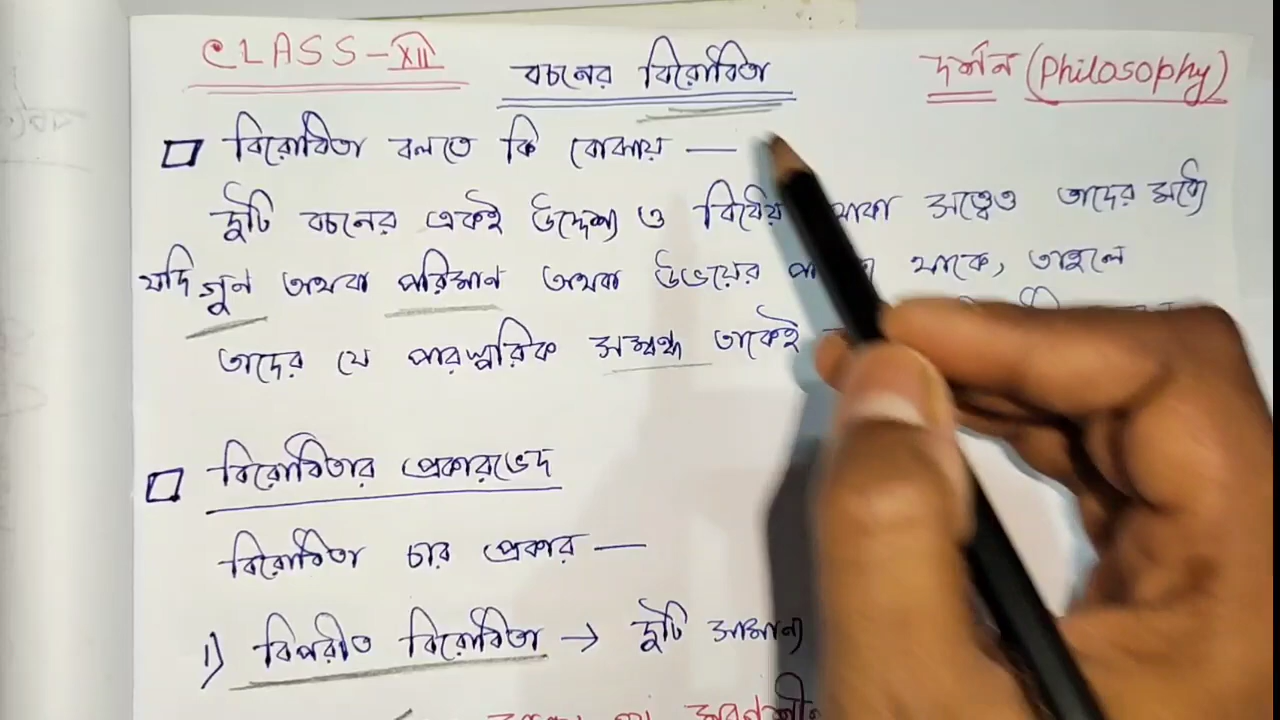 CLASS-XII
বচনের বিরোধিতা
দর্শন (Philosophy)
বিরোধিতা বলতে কি বোঝায় —
দুটি বচনের একই উদ্দেশ্য ও বিধেয় থাকা সত্ত্বেও তাদের মধ্যে
যদি গুন অথবা পরিমান অথবা উভয়ের থাকে, তাহলে
তাদের যে পারস্পরিক সম্বন্ধ তাকেই
বিরোধিতার প্রকারভেদ
বিরোধিতা চার প্রকার —
1) বিপরীত বিরোধিতা → দুটি সামান্য